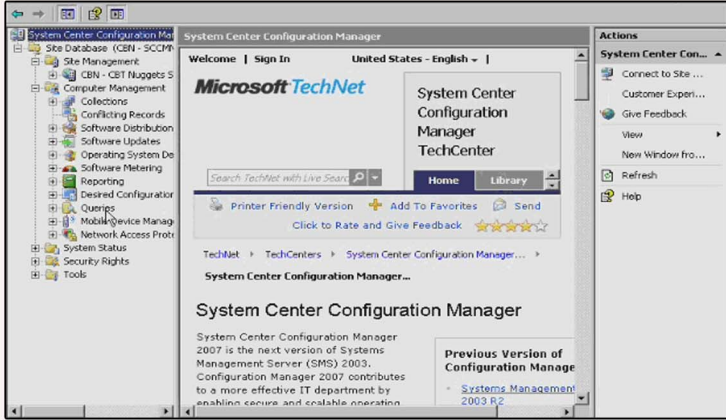 System Center Configuration Mar
Site Database (CBN - SCCMN
Site Management
CBN - CBT Nuggets S
Computer Management
Collections
Conflicting Records
Software Distribution
Software Updates
Operating System De
Software Metering
Reporting
Desired Configuration
Queries
Mobile Device Manag
Network Access Prote
System Status
Security Rights
Tools
System Center Configuration Manager
Welcome | Sign In United States - English |
Microsoft TechNet
System Center
Configuration
Manager
TechCenter
Search TechNet with Live Searc
Home Library
Printer Friendly Version Add To Favorites Send
Click to Rate and Give Feedback
TechNet TechCenters System Center Configuration Manager...
System Center Configuration Manager...
System Center Configuration Manager
System Center Configuration Manager
2007 is the next version of Systems
Management Server (SMS) 2003.
Configuration Manager 2007 contributes
to a more effective IT department by
enabling secure and scalable operating
Previous Version of
Configuration Manage
Systems Management
2003 R2
Actions
System Center Con...
Connect to Site ...
Customer Experi...
Give Feedback
View
New Window fro...
Refresh
Help